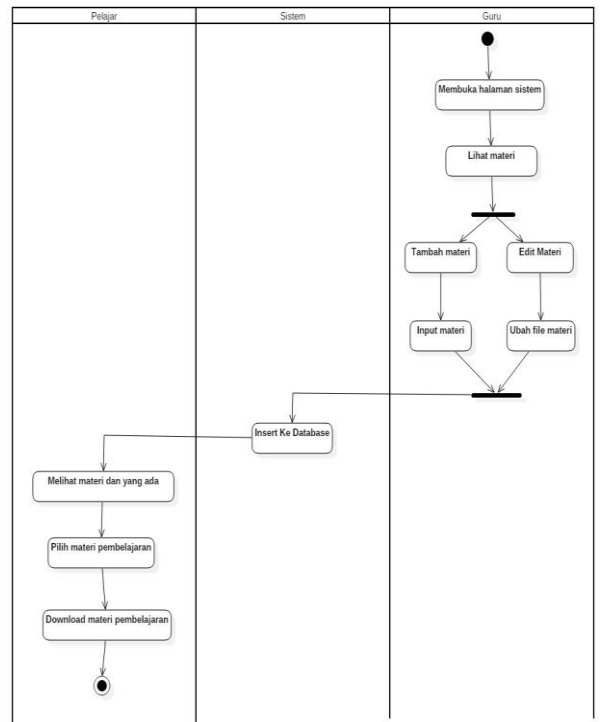 Pelajar
Sistem
Guru
Membuka halaman sistem
Lihat materi
Tambah materi
Edit Materi
Input materi
Ubah file materi
Insert Ke Database
Melihat materi dan yang ada
Pilih materi pembelajaran
Download materi pembelajaran